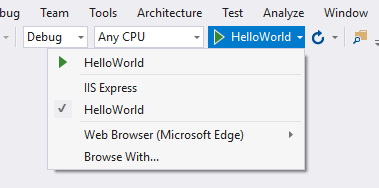 bug Team Tools Architecture Test Analyze Window
Debug Any CPU HelloWorld
HelloWorld
IIS Express
HelloWorld
Web Browser (Microsoft Edge)
Browse With...